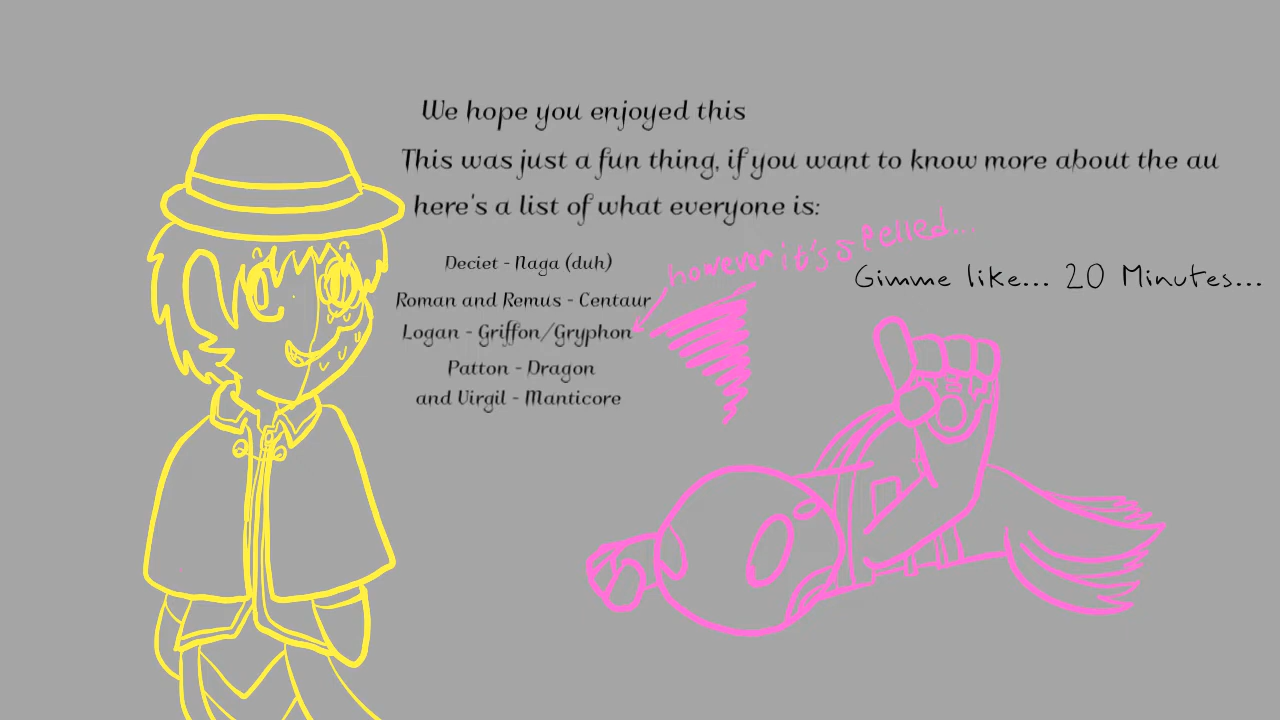 We hope you enjoyed this
This was just a fun thing, if you want to know more about the au
here's a list of what everyone is:
however it's spelled...
Deciet - Naga (duh)
Gimme like... 20 Minutes...
Roman and Remus - Centaur
Logan - Griffon/Gryphon
Patton - Dragon
and Virgil - Manticore